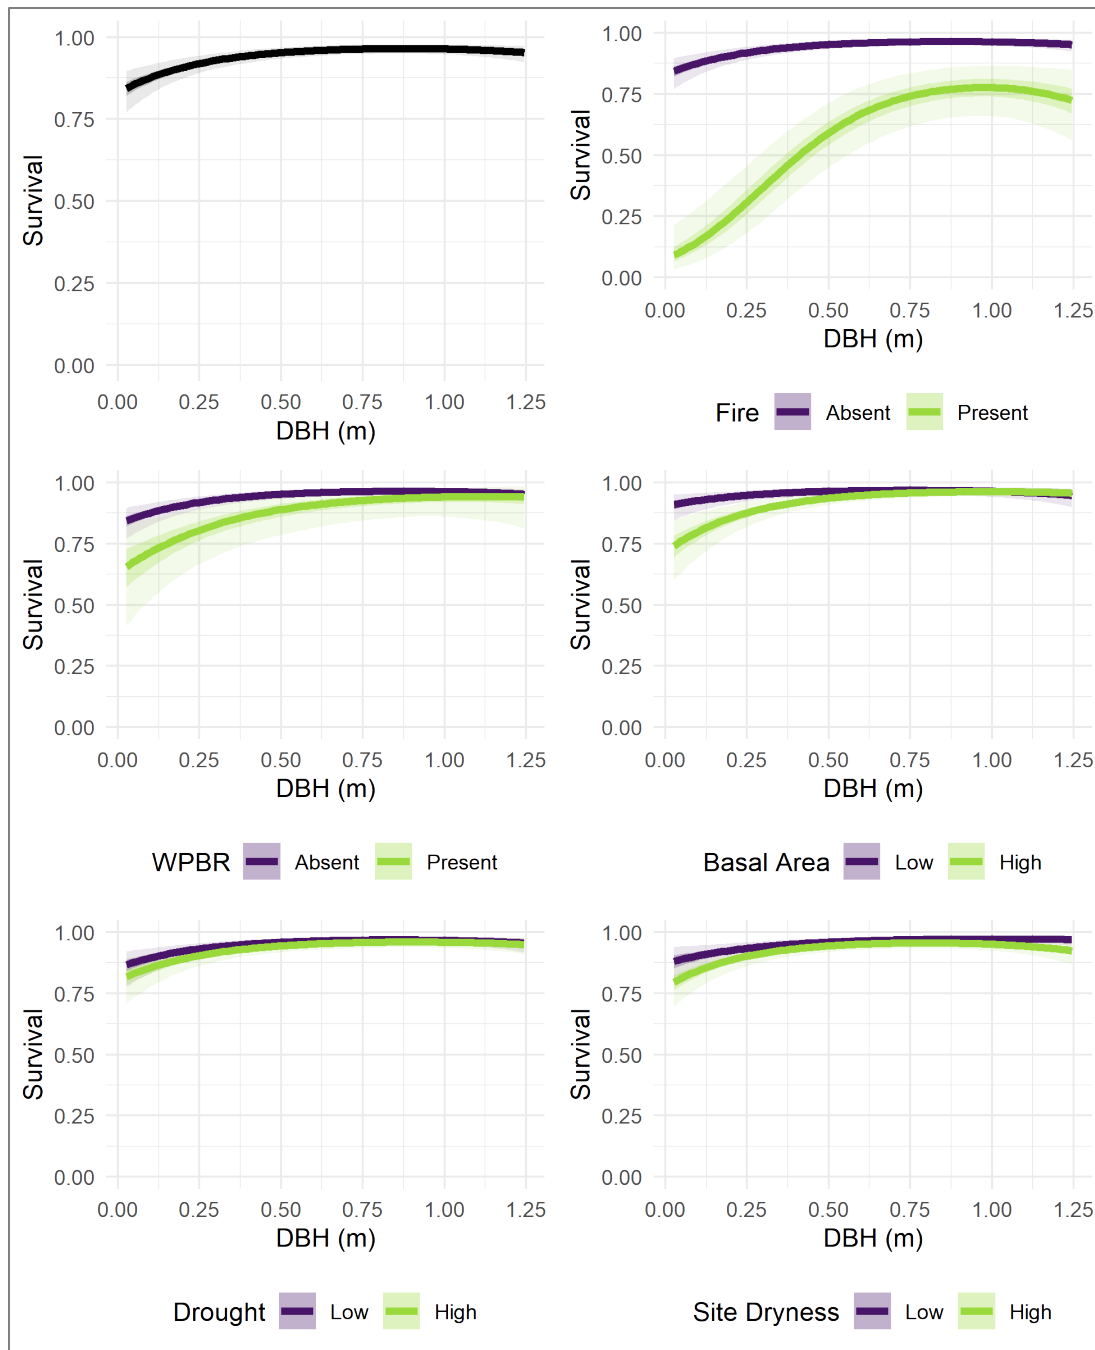 1.00
0.75
0.50
0.25
0.00
Survival
0.00 0.25 0.50 0.75 1.00 1.25
DBH (m)
1.00
0.75
0.50
0.25
0.00
Survival
0.00 0.25 0.50 0.75 1.00 1.25
DBH (m)
Fire Absent Present
1.00
0.75
0.50
0.25
0.00
Survival
0.00 0.25 0.50 0.75 1.00 1.25
DBH (m)
WPBR Absent Present
1.00
0.75
0.50
0.25
0.00
Survival
0.00 0.25 0.50 0.75 1.00 1.25
DBH (m)
Basal Area Low High
1.00
0.75
0.50
0.25
0.00
Survival
0.00 0.25 0.50 0.75 1.00 1.25
DBH (m)
Drought Low High
1.00
0.75
0.50
0.25
0.00
Survival
0.00 0.25 0.50 0.75 1.00 1.25
DBH (m)
Site Dryness Low High